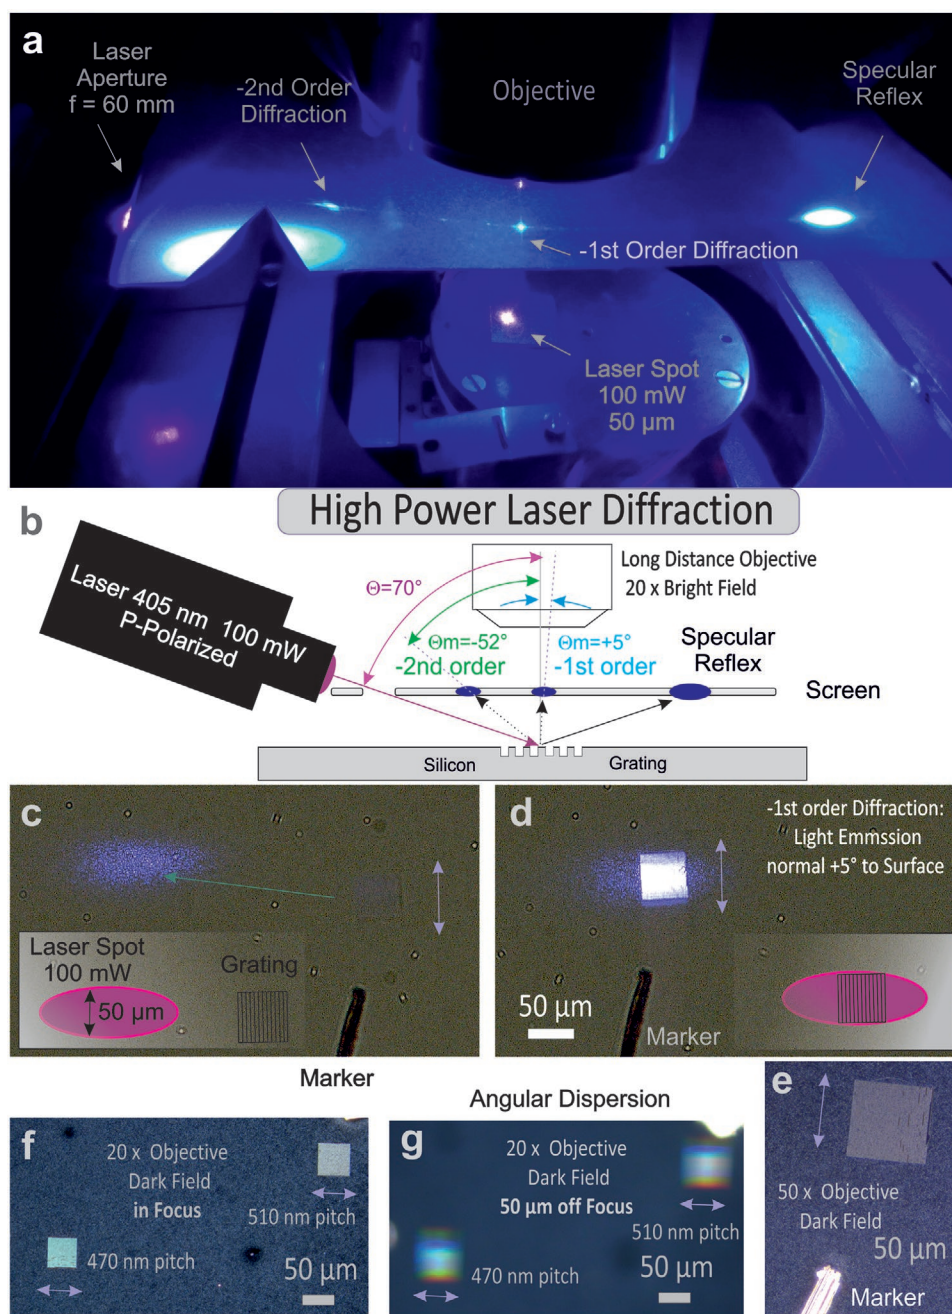 a
Laser
Aperture
f = 60 mm
-2nd Order
Diffraction
Objective
Specular
Reflex
-1st Order Diffraction
Laser Spot
100 mW
50 µm
b
High Power Laser Diffraction
Laser 405 nm 100 mW
P-Polarized
Θ=70°
Long Distance Objective
20 x Bright Field
Θm=-52°
-2nd order
Θm=+5°
-1st order
Specular
Reflex
Screen
Silicon
Grating
c
Laser Spot
100 mW
50 µm
Grating
Marker
d
-1st order Diffraction:
Light Emmssion
normal +5° to Surface
50 µm
Marker
Angular Dispersion
e
50 x Objective
Dark Field
50 µm
Marker
f
20 x Objective
Dark Field
in Focus
510 nm pitch
470 nm pitch
50 µm
g
20 x Objective
Dark Field
50 µm off Focus
510 nm pitch
470 nm pitch
50 µm